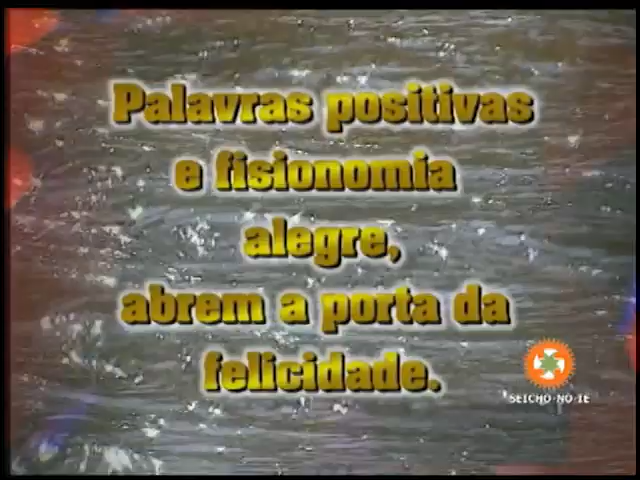 Palavras positivas
e fisionomia
alegre,
abrem a porta da
felicidade.
SEICHO-NO-IE